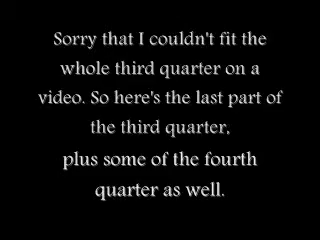 Sorry that I couldn't fit the
whole third quarter on a
video. So here's the last part of
the third quarter,
plus some of the fourth
quarter as well.